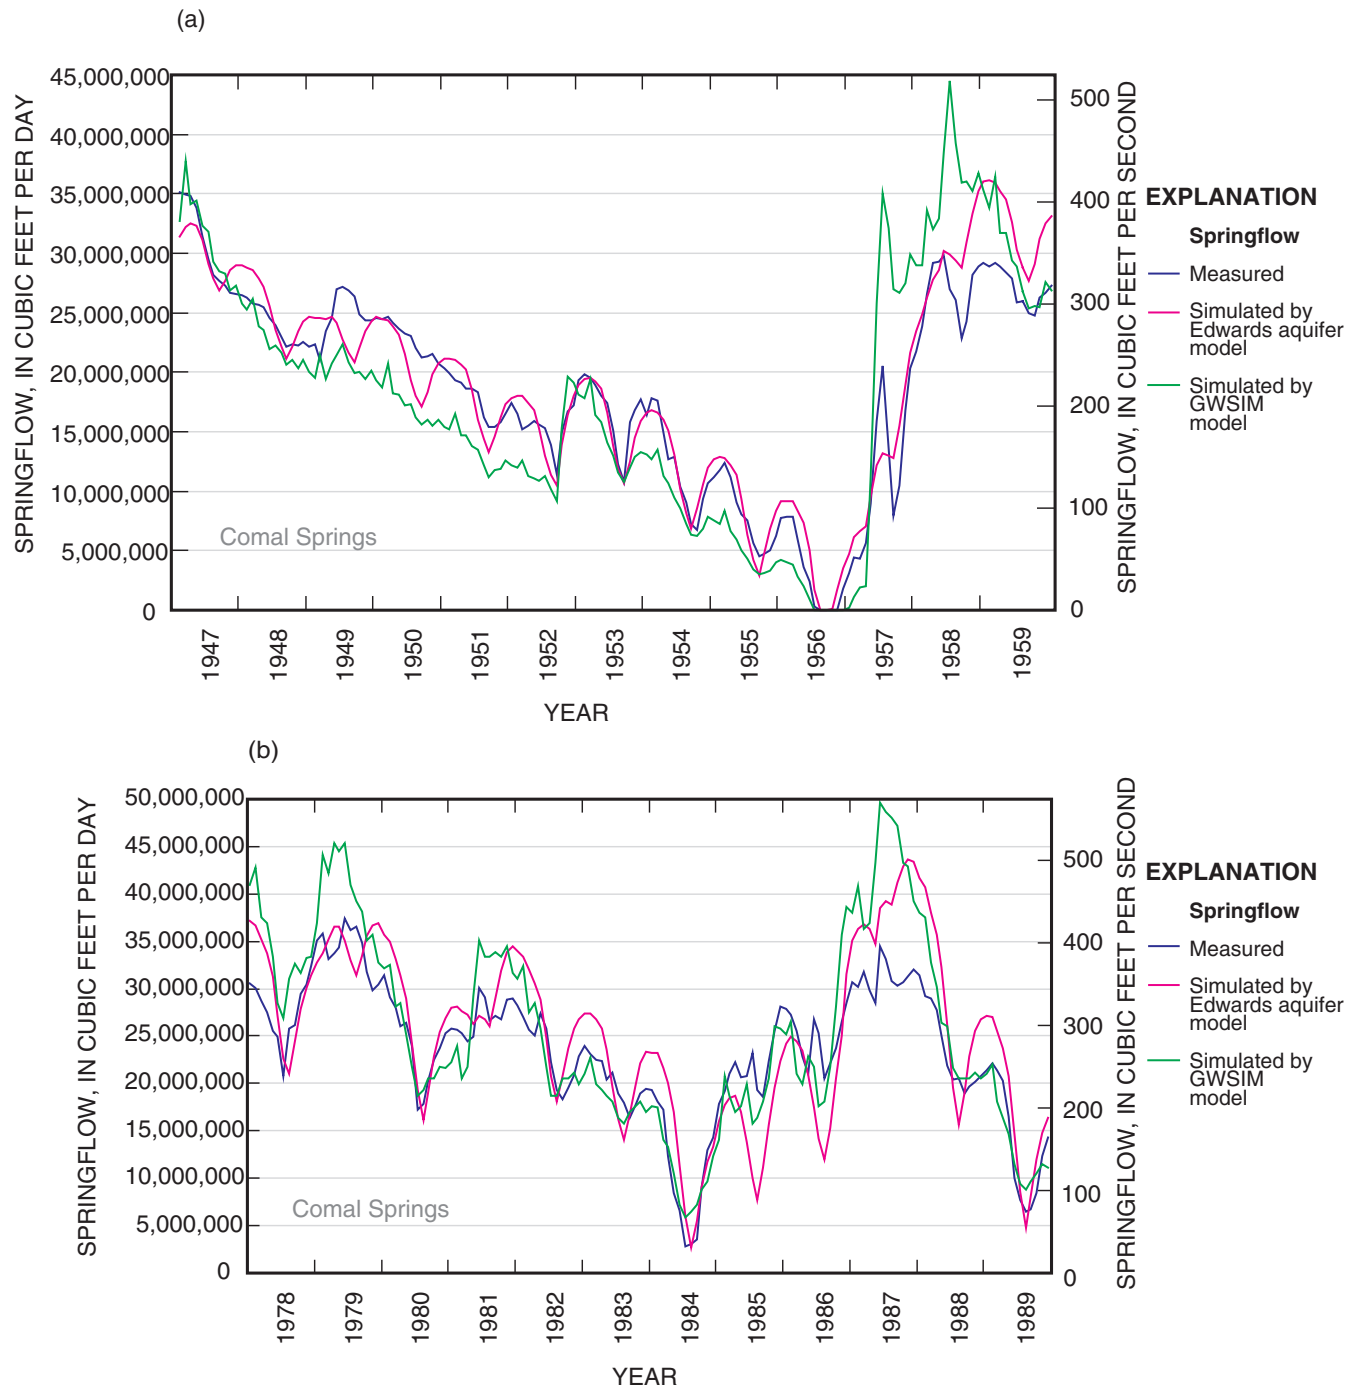 (a)
SPRINGFLOW, IN CUBIC FEET PER DAY
45,000,000
40,000,000
35,000,000
30,000,000
25,000,000
20,000,000
15,000,000
10,000,000
5,000,000
0
Comal Springs
500
400
300
200
100
0
SPRINGFLOW, IN CUBIC FEET PER SECOND
1947
1948
1949
1950
1951
1952
1953
1954
1955
1956
1957
1958
1959
YEAR
EXPLANATION
Springflow
Measured
Simulated by
Edwards aquifer
model
Simulated by
GWSIM
model
(b)
SPRINGFLOW, IN CUBIC FEET PER DAY
50,000,000
45,000,000
40,000,000
35,000,000
30,000,000
25,000,000
20,000,000
15,000,000
10,000,000
5,000,000
0
Comal Springs
500
400
300
200
100
0
SPRINGFLOW, IN CUBIC FEET PER SECOND
1978
1979
1980
1981
1982
1983
1984
1985
1986
1987
1988
1989
YEAR
EXPLANATION
Springflow
Measured
Simulated by
Edwards aquifer
model
Simulated by
GWSIM
model